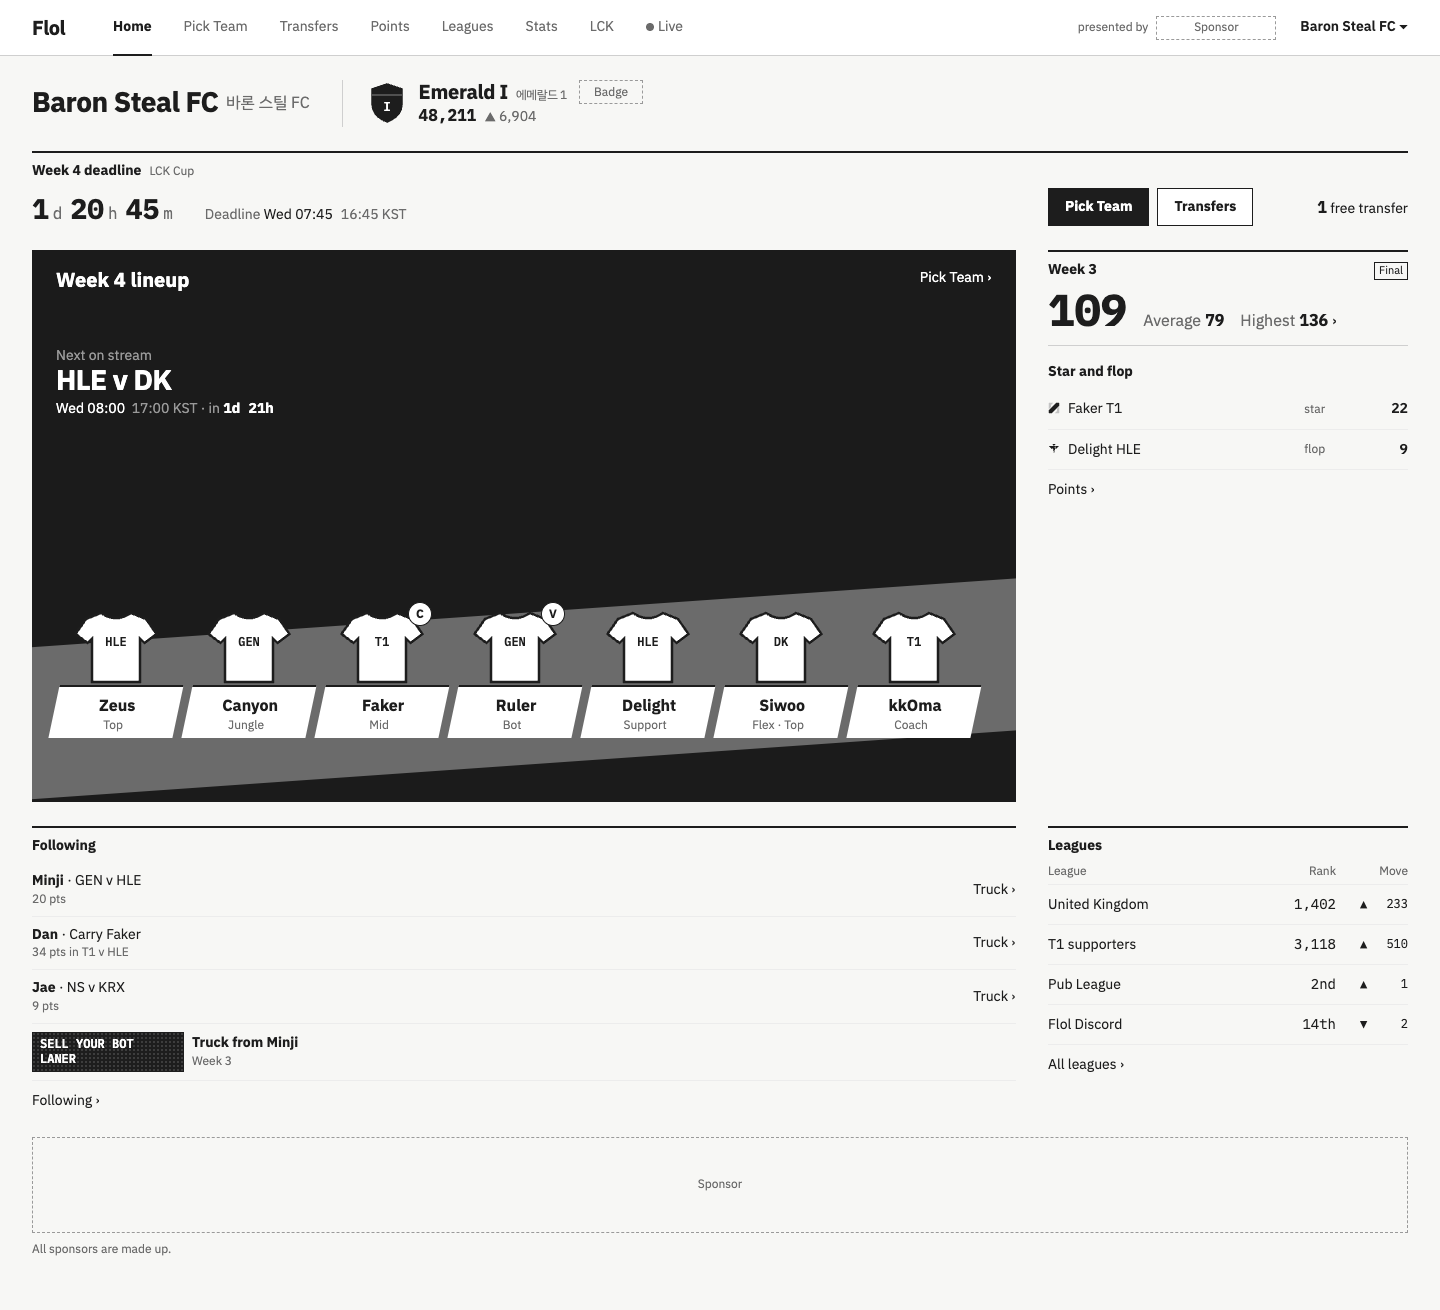 Flol
Home Pick Team Transfers Points Leagues Stats LCK Live
presented by Sponsor Baron Steal FC
Baron Steal FC 바론 스틸 FC
I
Emerald I 에메랄드 1 Badge
48,211 ▲ 6,904
Week 4 deadline LCK Cup
1 d 20 h 45 m Deadline Wed 07:45 16:45 KST
Pick Team Transfers 1 free transfer
Week 4 lineup Pick Team ›
Next on stream
HLE v DK
Wed 08:00 17:00 KST · in 1d 21h
C V
HLE GEN T1 GEN HLE DK T1
Zeus Canyon Faker Ruler Delight Siwoo kkOma
Top Jungle Mid Bot Support Flex · Top Coach
Week 3 Final
109 Average 79 Highest 136 ›
Star and flop
Faker T1 star 22
Delight HLE flop 9
Points ›
Following
Minji · GEN v HLE
20 pts
Truck ›
Dan · Carry Faker
34 pts in T1 v HLE
Truck ›
Jae · NS v KRX
9 pts
Truck ›
SELL YOUR BOT
LANER
Truck from Minji
Week 3
Following ›
Leagues
League Rank Move
United Kingdom 1,402 ▲ 233
T1 supporters 3,118 ▲ 510
Pub League 2nd ▲ 1
Flol Discord 14th ▼ 2
All leagues ›
Sponsor
All sponsors are made up.